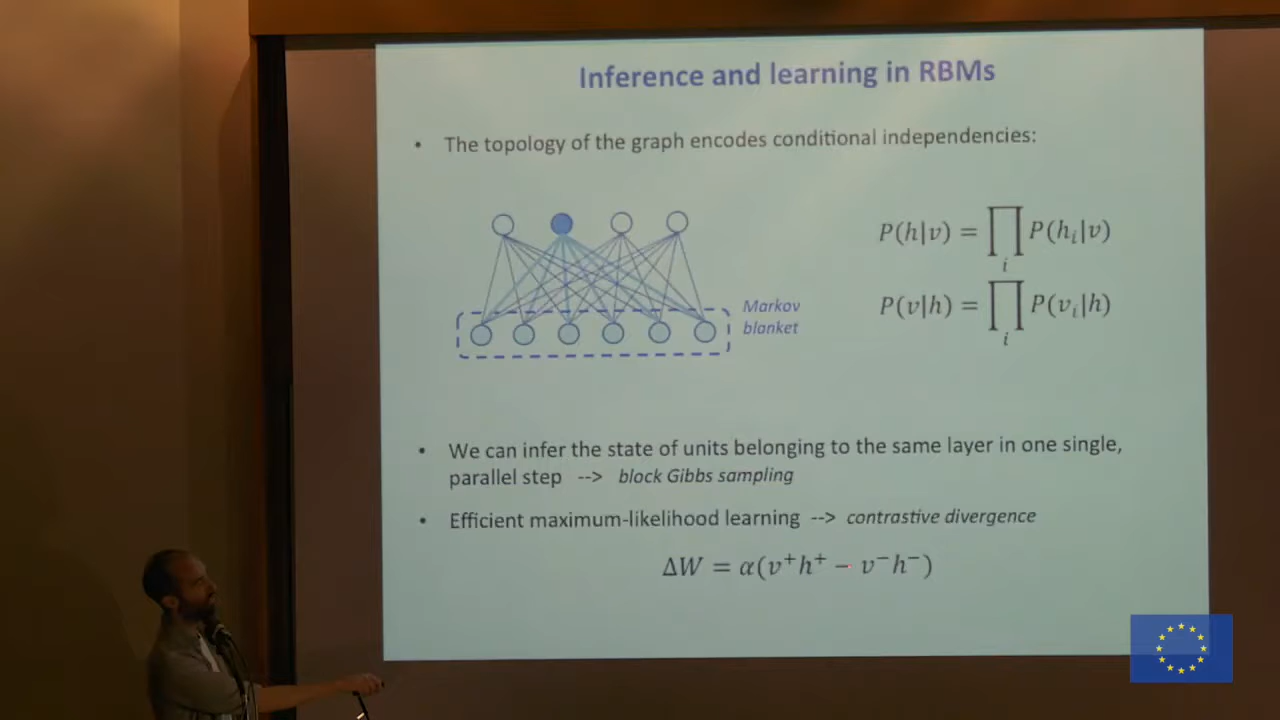 Inference and learning in RBMs
• The topology of the graph encodes conditional independencies:
P(h|v) = ∏ᵢ P(hᵢ|v)
Markov
blanket
P(v|h) = ∏ᵢ P(vᵢ|h)
• We can infer the state of units belonging to the same layer in one single,
parallel step --> block Gibbs sampling
• Efficient maximum-likelihood learning --> contrastive divergence
ΔW = α(v⁺h⁺ − v⁻h⁻)